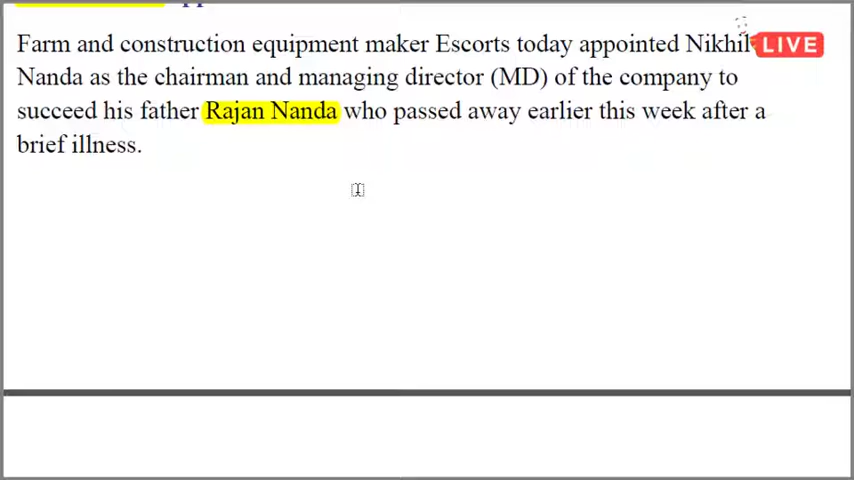 Farm and construction equipment maker Escorts today appointed Nikhil
LIVE
Nanda as the chairman and managing director (MD) of the company to
succeed his father Rajan Nanda who passed away earlier this week after a
brief illness.